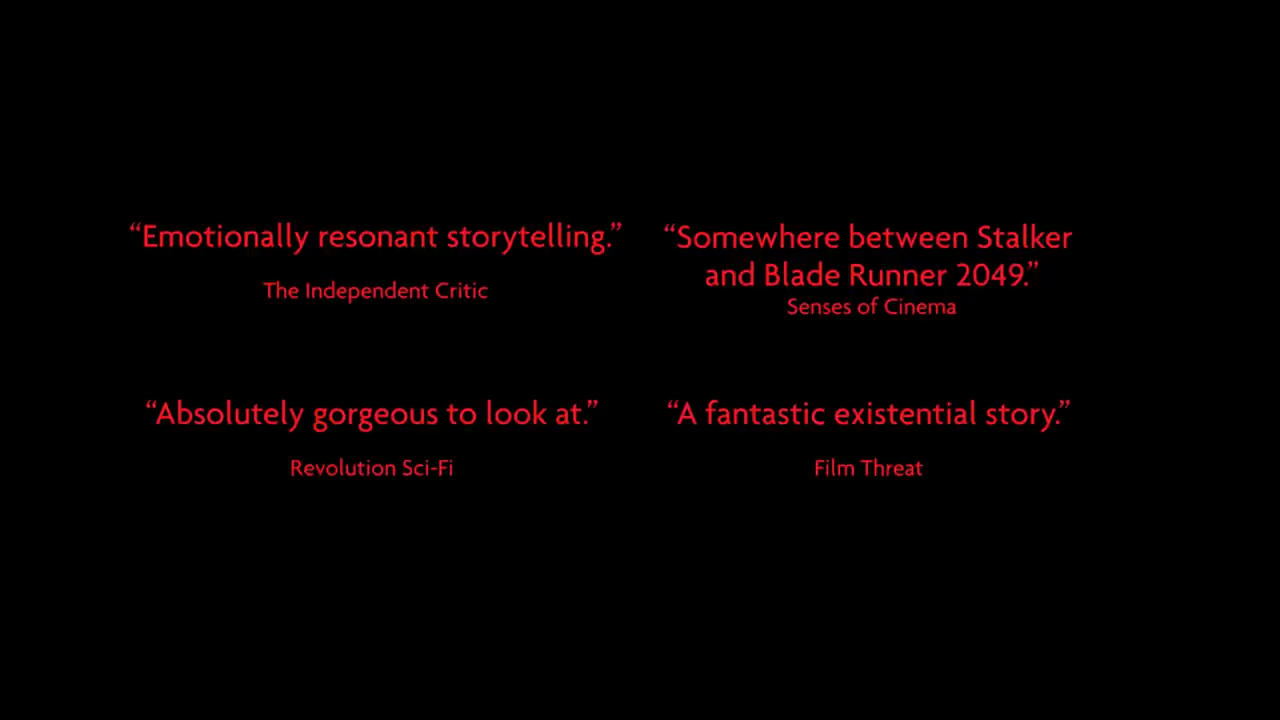 “Emotionally resonant storytelling.”
The Independent Critic
“Somewhere between Stalker
and Blade Runner 2049.”
Senses of Cinema
“Absolutely gorgeous to look at.”
Revolution Sci-Fi
“A fantastic existential story.”
Film Threat